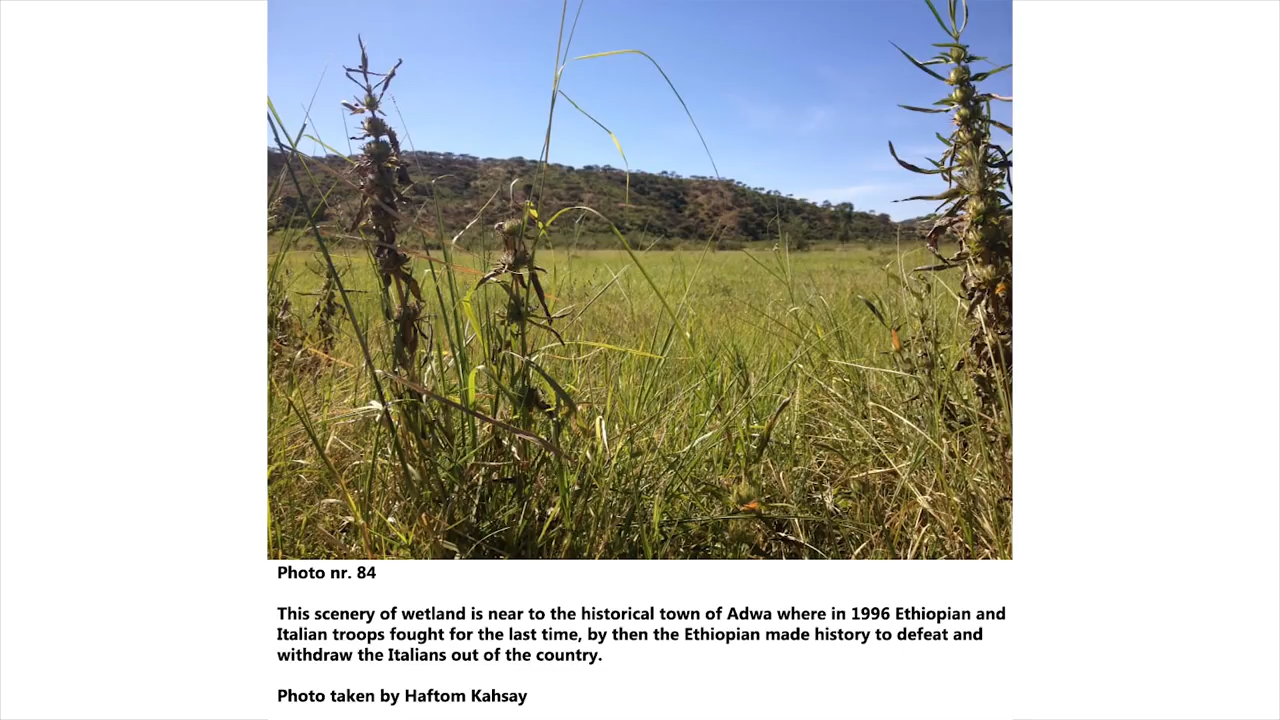 Photo nr. 84
This scenery of wetland is near to the historical town of Adwa where in 1996 Ethiopian and
Italian troops fought for the last time, by then the Ethiopian made history to defeat and
withdraw the Italians out of the country.
Photo taken by Haftom Kahsay